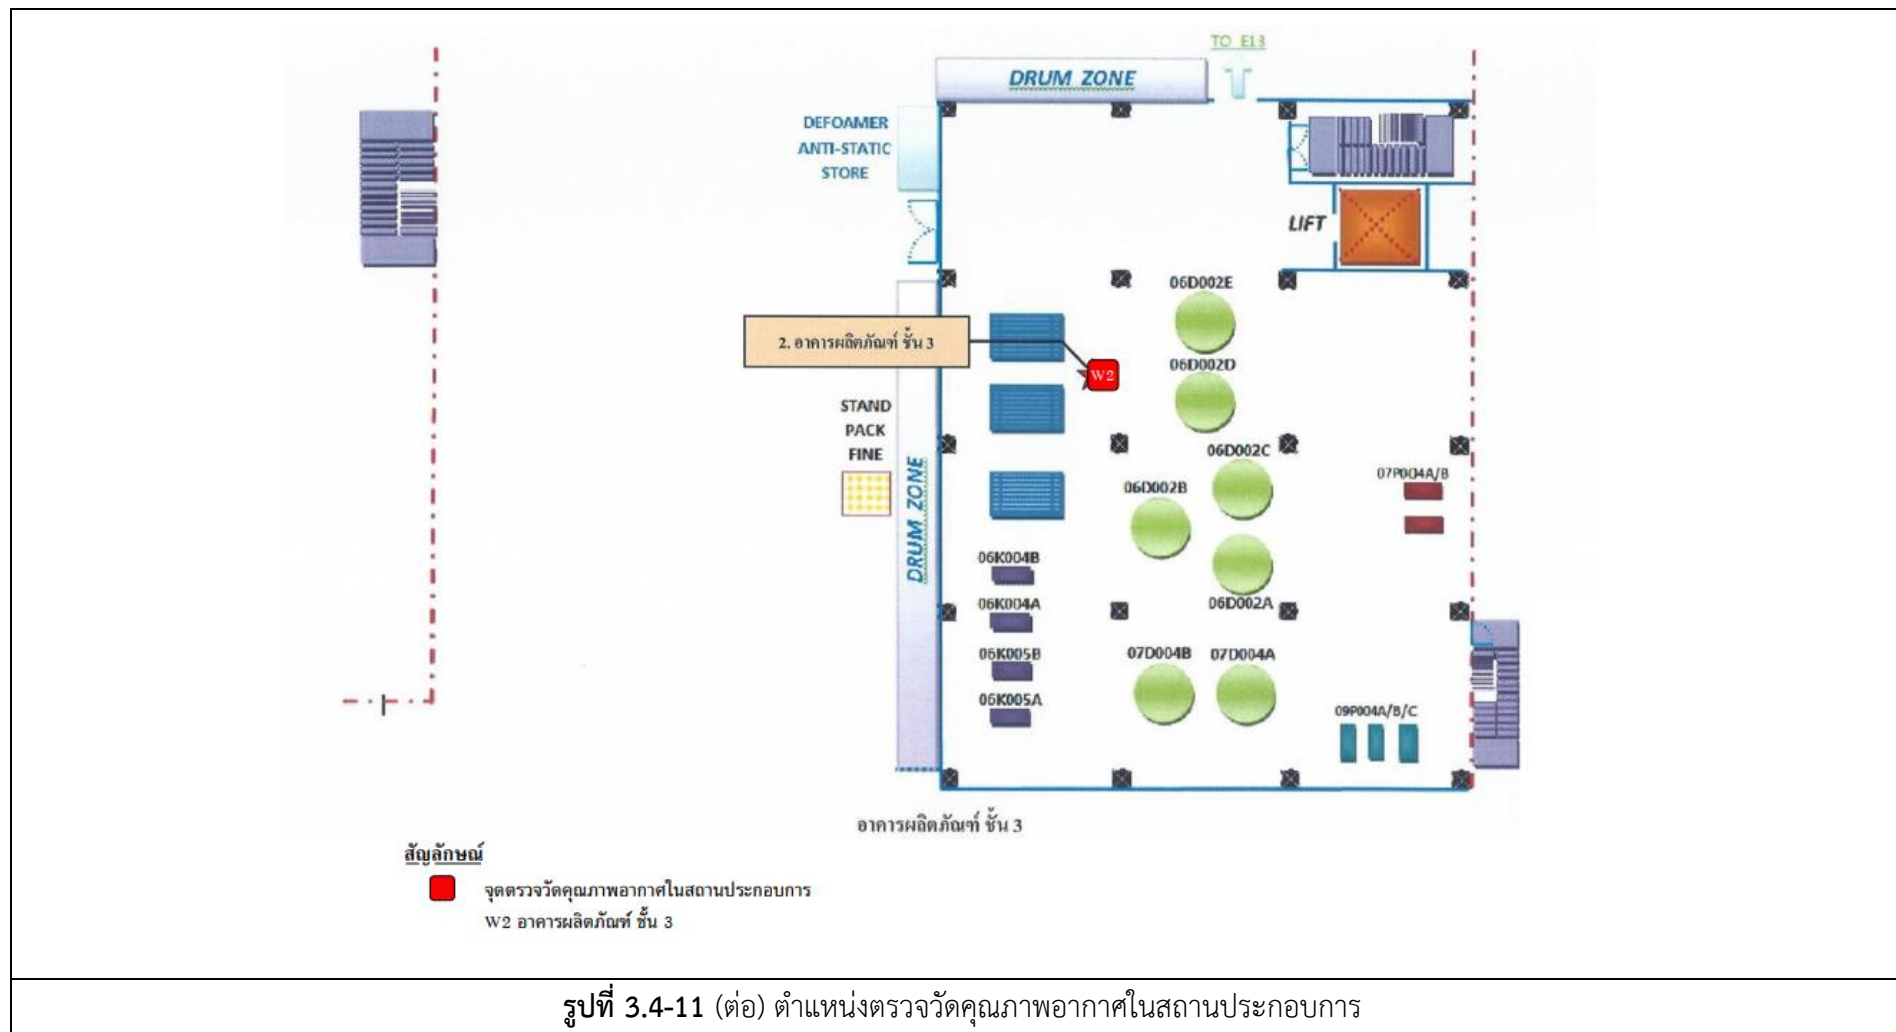 TO E13
DRUM ZONE
DEFOAMER
ANTI-STATIC
STORE
LIFT
06D002E
2. อาคารผลิตภัณฑ์ ชั้น 3
W2
06D002D
STAND
PACK
FINE
DRUM ZONE
06D002C
07P004A/B
06D002B
06K004B
06K004A
06D002A
06K005B
07D004B
07D004A
06K005A
09P004A/B/C
อาคารผลิตภัณฑ์ ชั้น 3
สัญลักษณ์
จุดตรวจวัดคุณภาพอากาศในสถานประกอบการ
W2 อาคารผลิตภัณฑ์ ชั้น 3
รูปที่ 3.4-11 (ต่อ) ตำแหน่งตรวจวัดคุณภาพอากาศในสถานประกอบการ